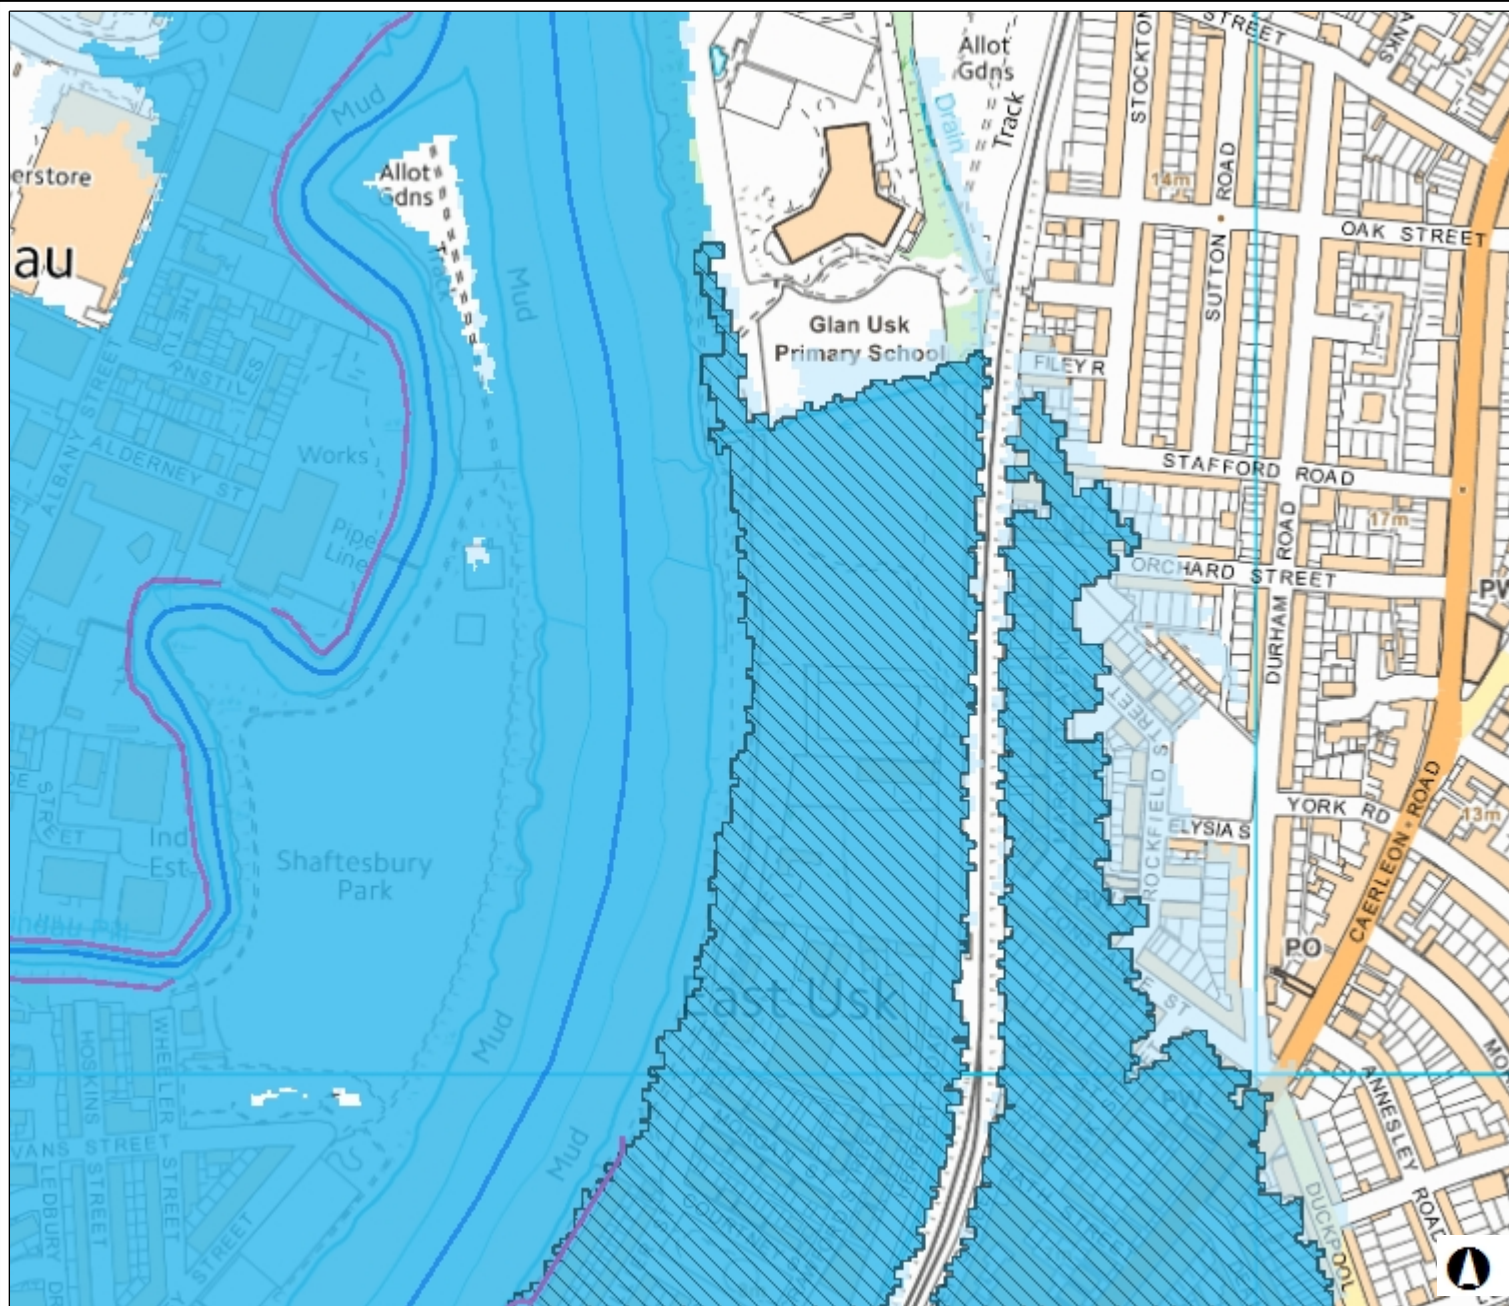 STREET
STOCKTON
Allot
Gdns
Drain
Track
Mud
erstore
au
Allot
Gdns
Track
Mud
14m
SUTTON ROAD
OAK STREET
Glan Usk
Primary School
FILEY R
ALBANY STREET
ALDERNEY ST
Works
Pipe
Line
STAFFORD ROAD
17m
ORCHARD STREET
DURHAM ROAD
PW
STREET
Ind
Est
Shaftesbury
Park
ROCKFIELD S
ELYSIA S
YORK RD
13m
CAERLEON ROAD
PO
East Usk
Mud
HOSKINS STREET
WHEELER STREET
VANS STREET
LEDBURY DR
STREET
Mud
PW
ANNESLEY ROAD
DUCKPOOL